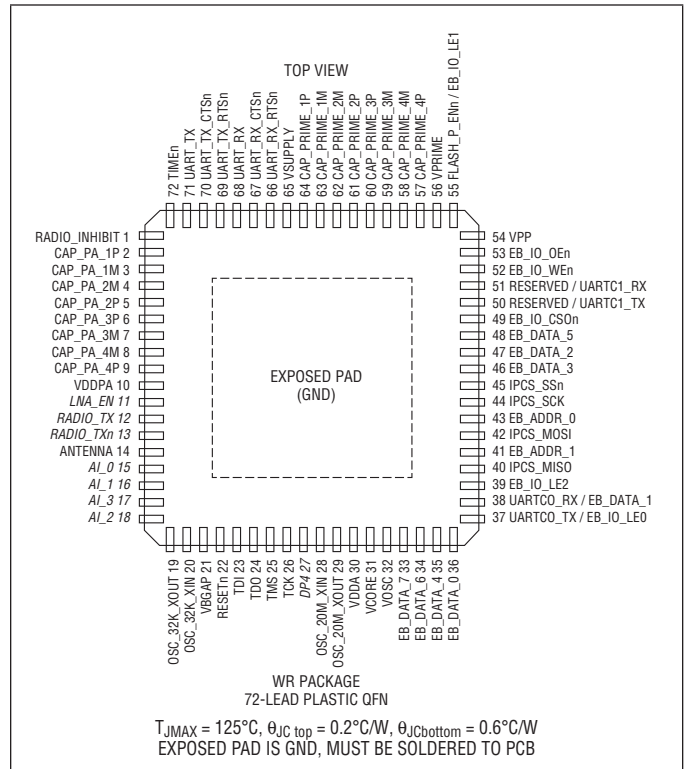 TOP VIEW
72 TIMEn
71 UART_TX
70 UART_TX_CTSn
69 UART_TX_RTSn
68 UART_RX
67 UART_RX_CTSn
66 UART_RX_RTSn
65 VSUPPLY
64 CAP_PRIME_1P
63 CAP_PRIME_1M
62 CAP_PRIME_2M
61 CAP_PRIME_2P
60 CAP_PRIME_3P
59 CAP_PRIME_3M
58 CAP_PRIME_4M
57 CAP_PRIME_4P
56 VPRIME
55 FLASH_P_ENn / EB_IO_LE1
RADIO_INHIBIT 1
CAP_PA_1P 2
CAP_PA_1M 3
CAP_PA_2M 4
CAP_PA_2P 5
CAP_PA_3P 6
CAP_PA_3M 7
CAP_PA_4M 8
CAP_PA_4P 9
VDDPA 10
LNA_EN 11
RADIO_TX 12
RADIO_TXn 13
ANTENNA 14
AI_0 15
AI_1 16
AI_3 17
AI_2 18
EXPOSED PAD
(GND)
54 VPP
53 EB_IO_OEn
52 EB_IO_WEn
51 RESERVED / UARTC1_RX
50 RESERVED / UARTC1_TX
49 EB_IO_CSOn
48 EB_DATA_5
47 EB_DATA_2
46 EB_DATA_3
45 IPCS_SSn
44 IPCS_SCK
43 EB_ADDR_0
42 IPCS_MOSI
41 EB_ADDR_1
40 IPCS_MISO
39 EB_IO_LE2
38 UARTCO_RX / EB_DATA_1
37 UARTCO_TX / EB_IO_LE0
OSC_32K_XOUT 19
OSC_32K_XIN 20
VBGAP 21
RESETn 22
TDI 23
TDO 24
TMS 25
TCK 26
DP4 27
OSC_20M_XIN 28
OSC_20M_XOUT 29
VDDA 30
VCORE 31
VOSC 32
EB_DATA_7 33
EB_DATA_6 34
EB_DATA_4 35
EB_DATA_0 36
WR PACKAGE
72-LEAD PLASTIC QFN
TJMAX = 125°C, θJC top = 0.2°C/W, θJCbottom = 0.6°C/W
EXPOSED PAD IS GND, MUST BE SOLDERED TO PCB